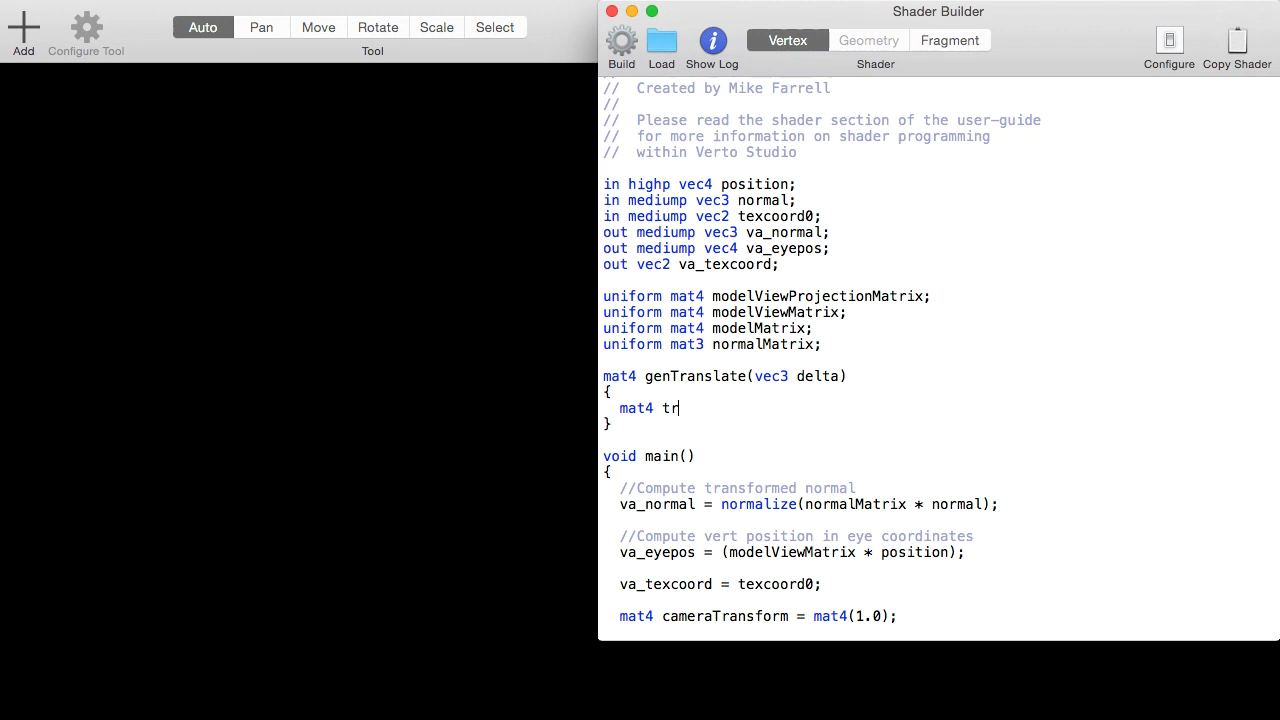 Add
Configure Tool
Auto Pan Move Rotate Scale Select
Tool
Shader Builder
Build Load Show Log
Vertex Geometry Fragment
Shader
Configure Copy Shader
// Created by Mike Farrell
//
// Please read the shader section of the user-guide
// for more information on shader programming
// within Verto Studio
in highp vec4 position;
in mediump vec3 normal;
in mediump vec2 texcoord0;
out mediump vec3 va_normal;
out mediump vec4 va_eyepos;
out vec2 va_texcoord;
uniform mat4 modelViewProjectionMatrix;
uniform mat4 modelViewMatrix;
uniform mat4 modelMatrix;
uniform mat3 normalMatrix;
mat4 genTranslate(vec3 delta)
{
mat4 tr
}
void main()
{
//Compute transformed normal
va_normal = normalize(normalMatrix * normal);
//Compute vert position in eye coordinates
va_eyepos = (modelViewMatrix * position);
va_texcoord = texcoord0;
mat4 cameraTransform = mat4(1.0);